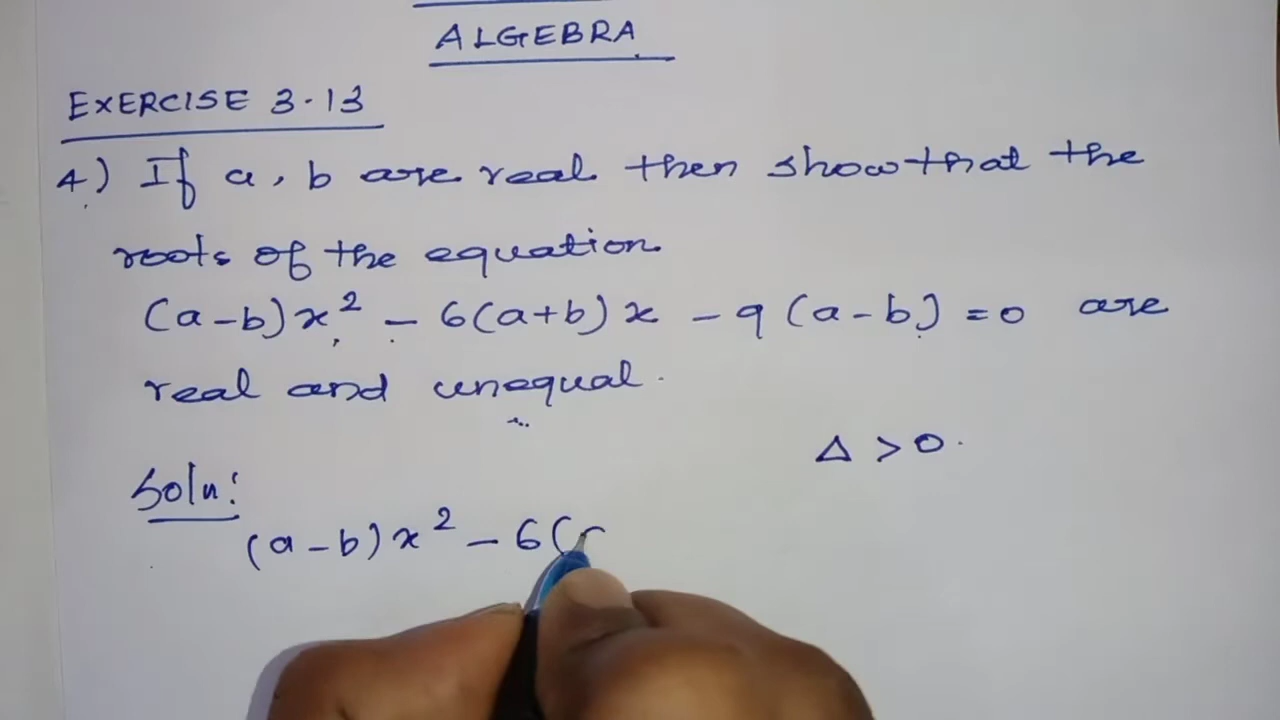 ALGEBRA
EXERCISE 3.13
4) If a, b are real then show that the
roots of the equation
(a-b)x² - 6(a+b)x - 9(a-b) = 0 are
real and unequal.
Δ > 0.
Soln:
(a-b)x² - 6(